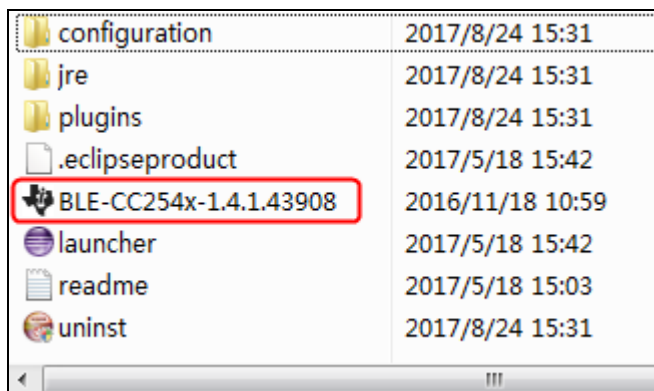 configuration 2017/8/24 15:31
jre 2017/8/24 15:31
plugins 2017/8/24 15:31
.eclipseproduct 2017/5/18 15:42
BLE-CC254x-1.4.1.43908 2016/11/18 10:59
launcher 2017/5/18 15:42
readme 2017/5/18 15:03
uninst 2017/8/24 15:31